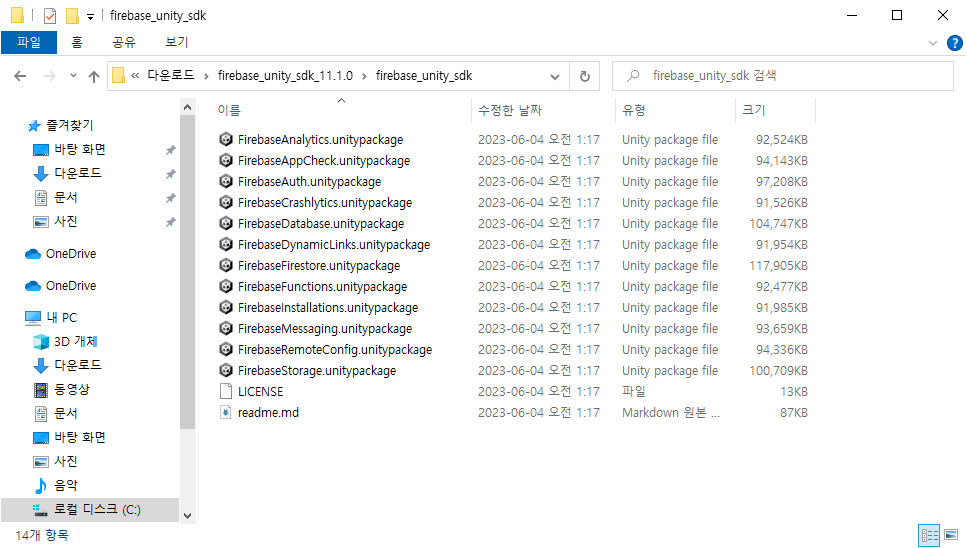 firebase_unity_sdk
파일 홈 공유 보기
« 다운로드 › firebase_unity_sdk_11.1.0 › firebase_unity_sdk firebase_unity_sdk 검색
즐겨찾기
바탕 화면
다운로드
문서
사진
OneDrive
OneDrive
내 PC
3D 개체
다운로드
동영상
문서
바탕 화면
사진
음악
로컬 디스크 (C:)
이름 수정한 날짜 유형 크기
FirebaseAnalytics.unitypackage 2023-06-04 오전 1:17 Unity package file 92,524KB
FirebaseAppCheck.unitypackage 2023-06-04 오전 1:17 Unity package file 94,143KB
FirebaseAuth.unitypackage 2023-06-04 오전 1:17 Unity package file 97,208KB
FirebaseCrashlytics.unitypackage 2023-06-04 오전 1:17 Unity package file 91,526KB
FirebaseDatabase.unitypackage 2023-06-04 오전 1:17 Unity package file 104,747KB
FirebaseDynamicLinks.unitypackage 2023-06-04 오전 1:17 Unity package file 91,954KB
FirebaseFirestore.unitypackage 2023-06-04 오전 1:17 Unity package file 117,905KB
FirebaseFunctions.unitypackage 2023-06-04 오전 1:17 Unity package file 92,477KB
FirebaseInstallations.unitypackage 2023-06-04 오전 1:17 Unity package file 91,985KB
FirebaseMessaging.unitypackage 2023-06-04 오전 1:17 Unity package file 93,659KB
FirebaseRemoteConfig.unitypackage 2023-06-04 오전 1:17 Unity package file 94,336KB
FirebaseStorage.unitypackage 2023-06-04 오전 1:17 Unity package file 100,709KB
LICENSE 2023-06-04 오전 1:17 파일 13KB
readme.md 2023-06-04 오전 1:17 Markdown 원본 ... 87KB
14개 항목